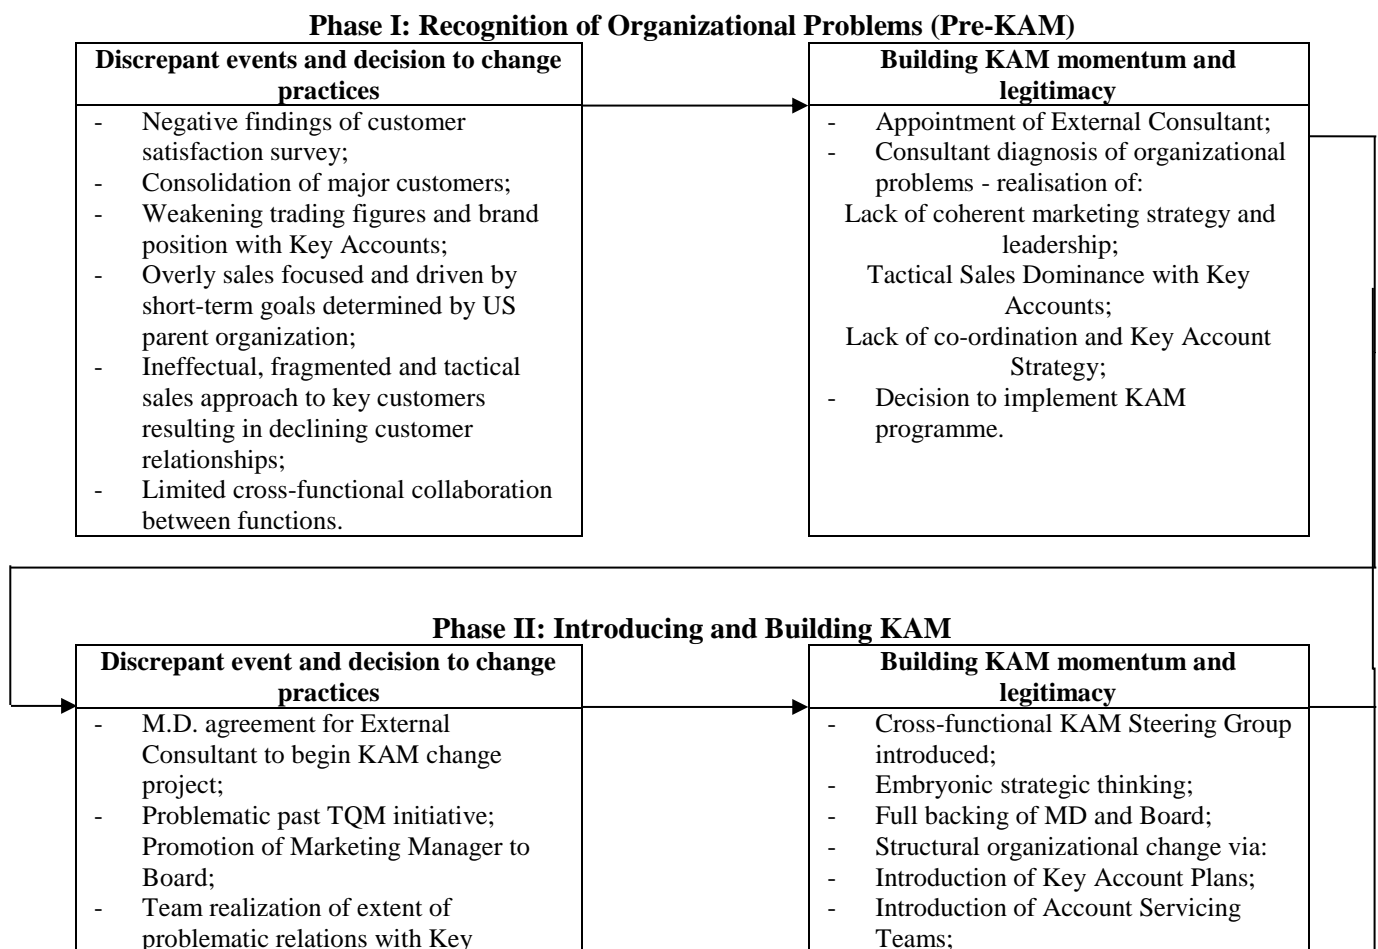 Phase I: Recognition of Organizational Problems (Pre-KAM)
Discrepant events and decision to change
practices
- Negative findings of customer
satisfaction survey;
- Consolidation of major customers;
- Weakening trading figures and brand
position with Key Accounts;
- Overly sales focused and driven by
short-term goals determined by US
parent organization;
- Ineffectual, fragmented and tactical
sales approach to key customers
resulting in declining customer
relationships;
- Limited cross-functional collaboration
between functions.
Building KAM momentum and
legitimacy
- Appointment of External Consultant;
- Consultant diagnosis of organizational
problems - realisation of:
Lack of coherent marketing strategy and
leadership;
Tactical Sales Dominance with Key
Accounts;
Lack of co-ordination and Key Account
Strategy;
- Decision to implement KAM
programme.
Phase II: Introducing and Building KAM
Discrepant event and decision to change
practices
- M.D. agreement for External
Consultant to begin KAM change
project;
- Problematic past TQM initiative;
Promotion of Marketing Manager to
Board;
- Team realization of extent of
problematic relations with Key
Building KAM momentum and
legitimacy
- Cross-functional KAM Steering Group
introduced;
- Embryonic strategic thinking;
- Full backing of MD and Board;
- Structural organizational change via:
- Introduction of Key Account Plans;
- Introduction of Account Servicing
Teams;